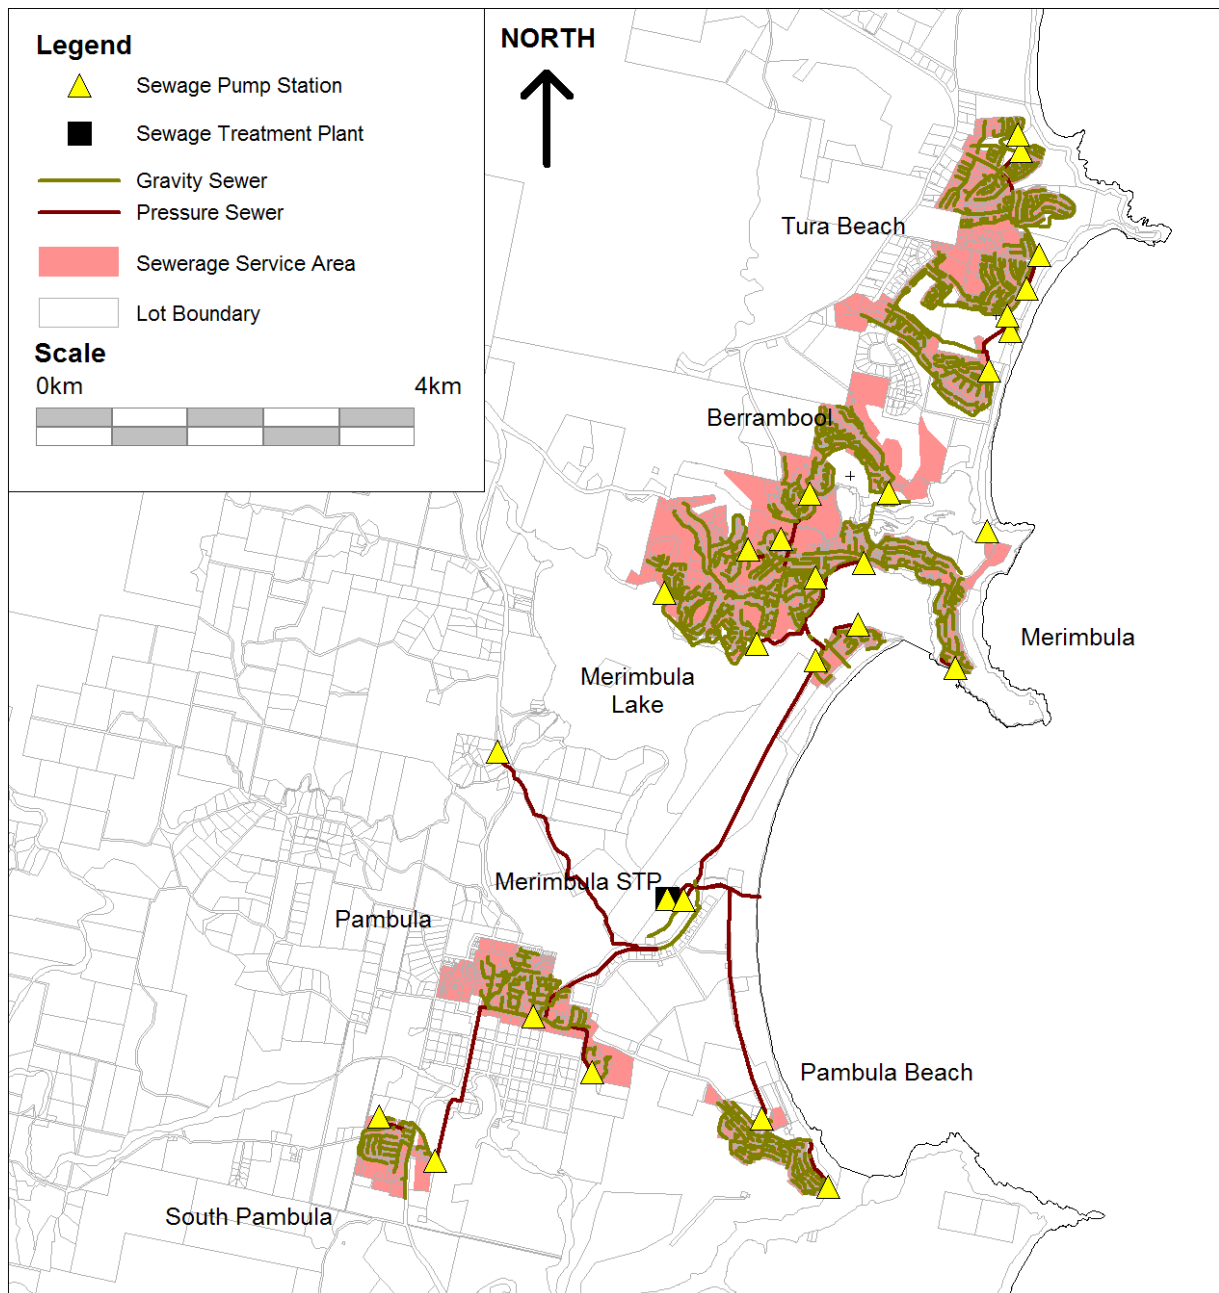 Legend
Sewage Pump Station
Sewage Treatment Plant
Gravity Sewer
Pressure Sewer
Sewerage Service Area
Lot Boundary
Scale
0km 4km
NORTH
Tura Beach
Berrambool
Merimbula
Merimbula
Lake
Merimbula STP
Pambula
Pambula Beach
South Pambula